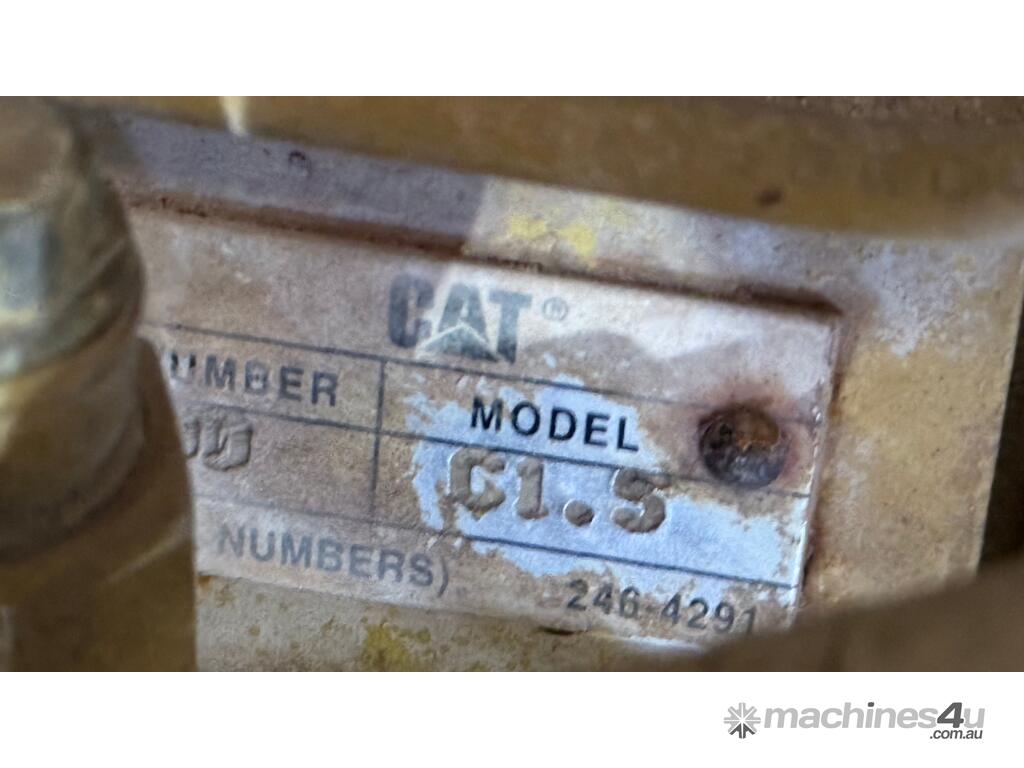 CAT®
UMBER MODEL
C1.5
NUMBERS) 246-4291
machines4u
.com.au